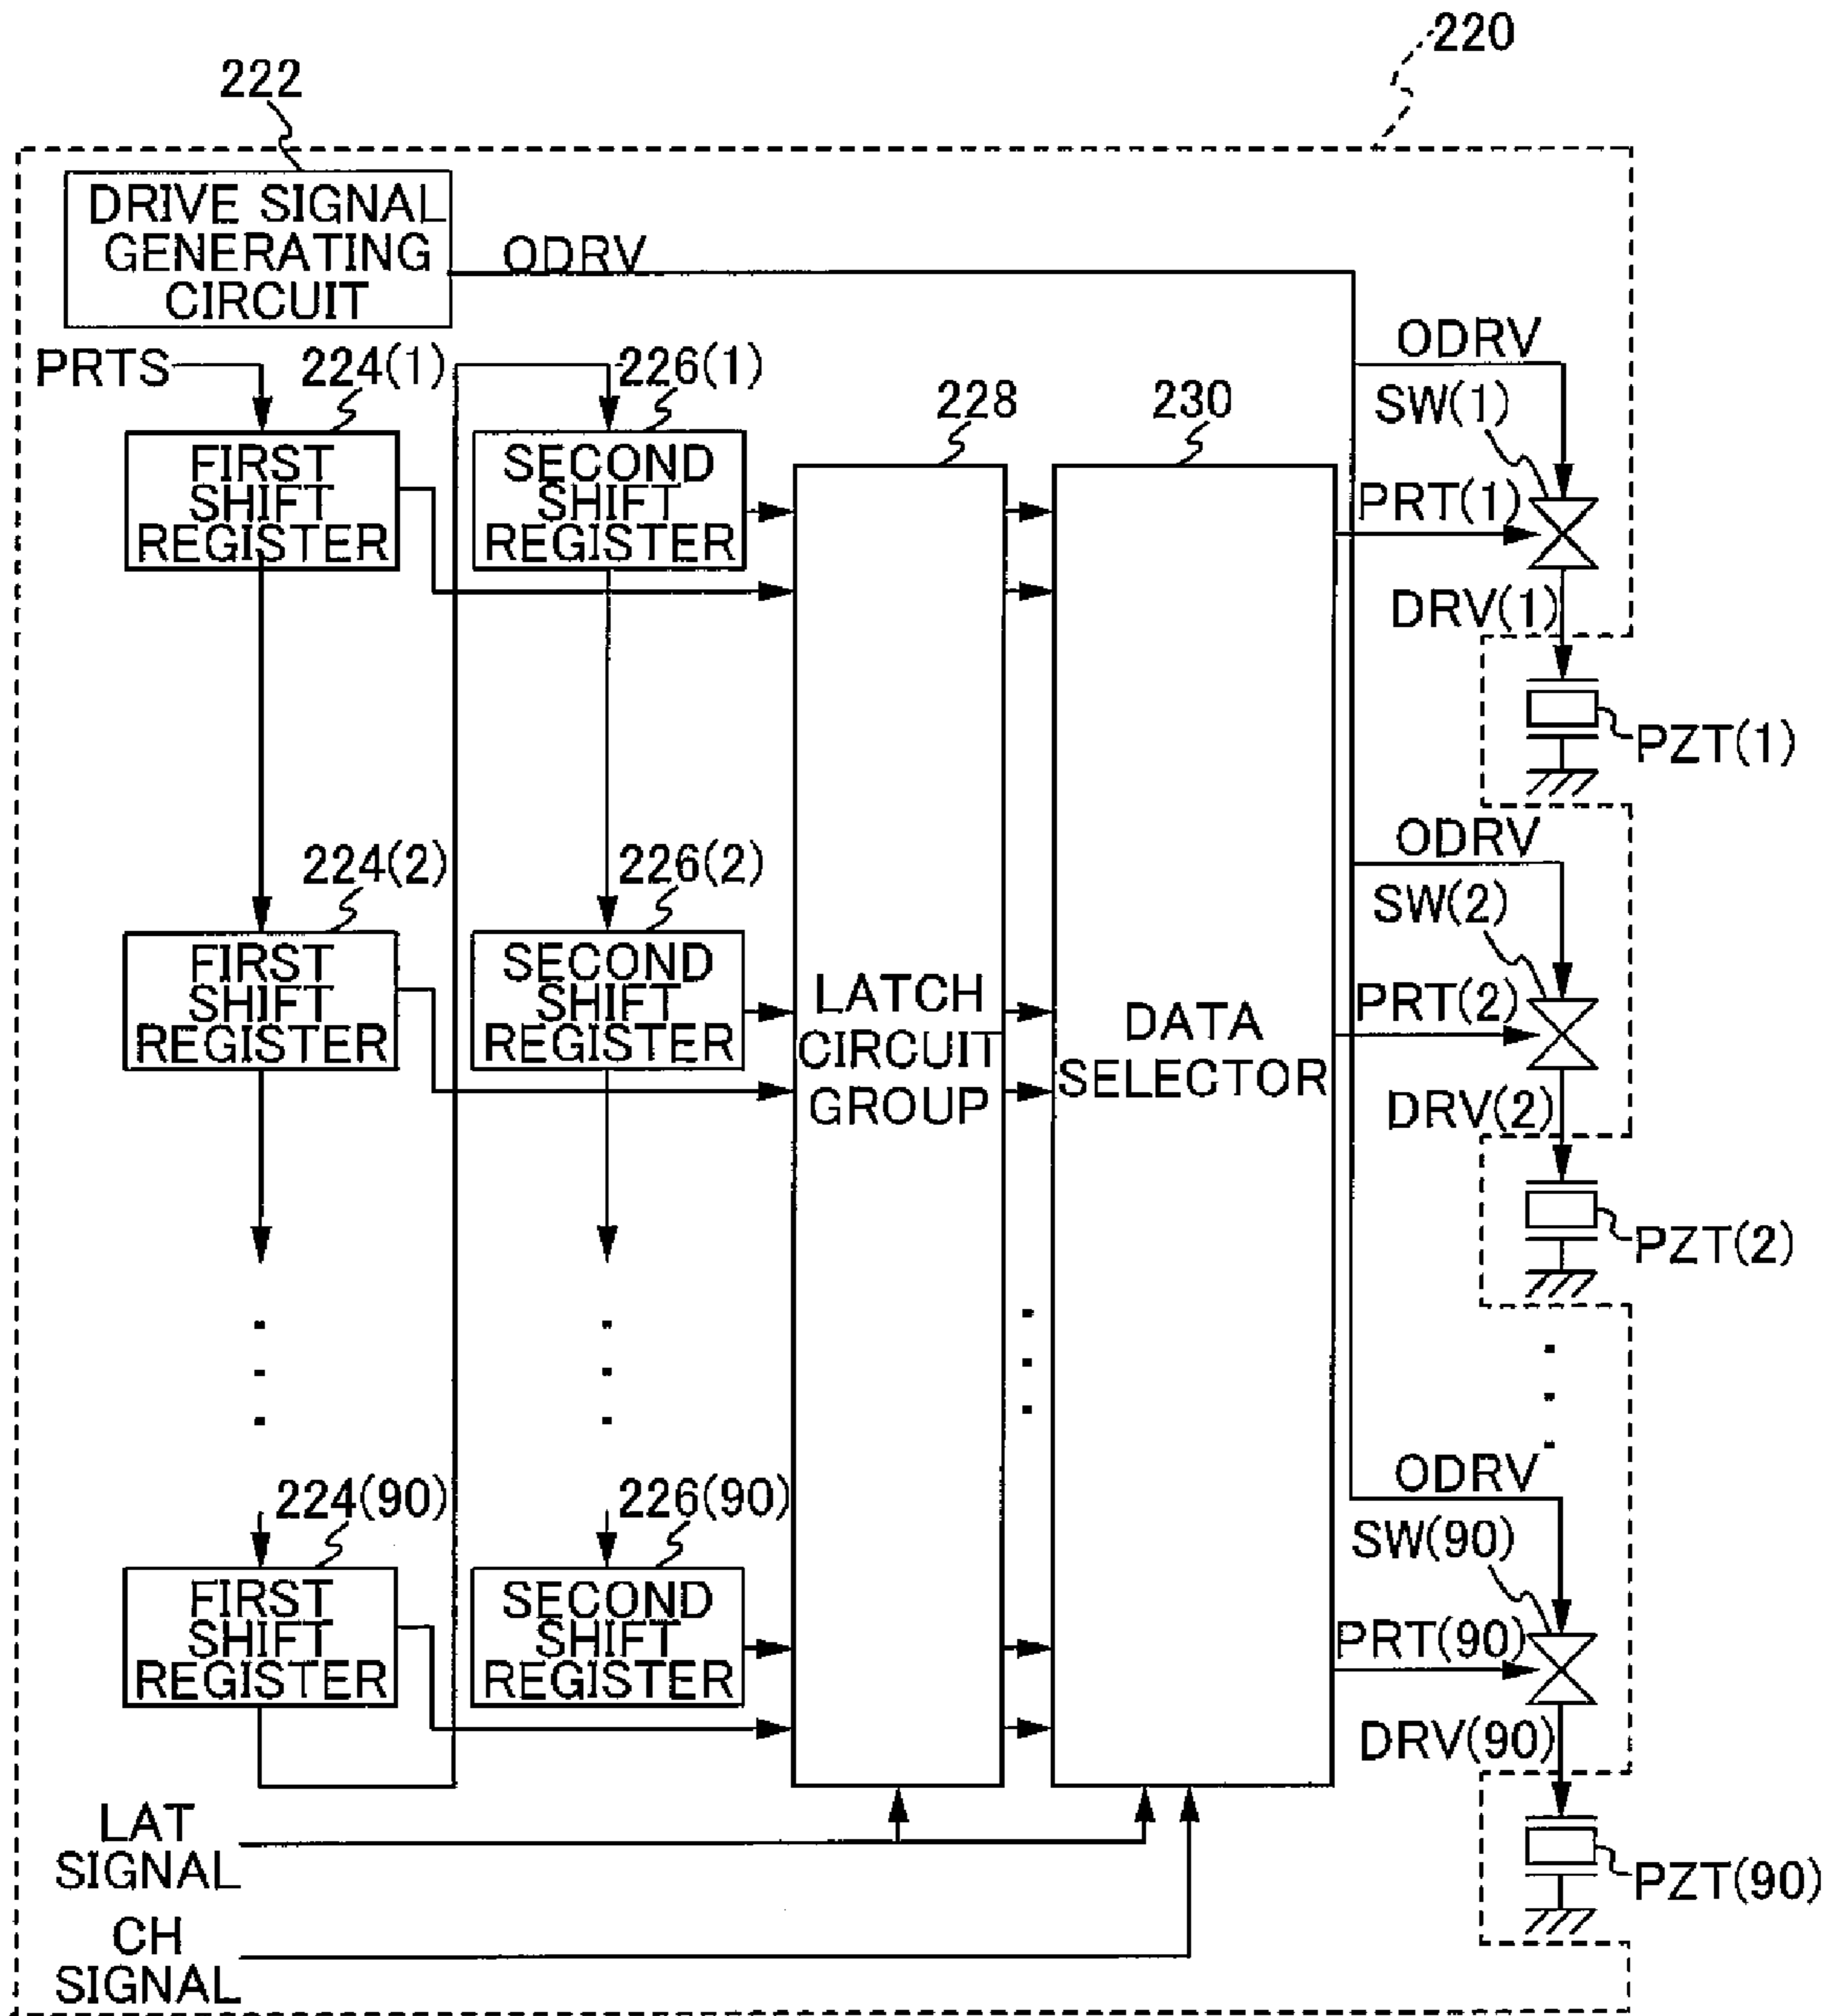 220
222
DRIVE SIGNAL
GENERATING
CIRCUIT
ODRV
PRTS
224(1)
226(1)
228
230
ODRV
SW(1)
FIRST
SHIFT
REGISTER
SECOND
SHIFT
REGISTER
PRT(1)
DRV(1)
PZT(1)
224(2)
226(2)
ODRV
SW(2)
FIRST
SHIFT
REGISTER
SECOND
SHIFT
REGISTER
LATCH
CIRCUIT
GROUP
DATA
SELECTOR
PRT(2)
DRV(2)
PZT(2)
224(90)
226(90)
ODRV
SW(90)
FIRST
SHIFT
REGISTER
SECOND
SHIFT
REGISTER
PRT(90)
DRV(90)
PZT(90)
LAT
SIGNAL
CH
SIGNAL